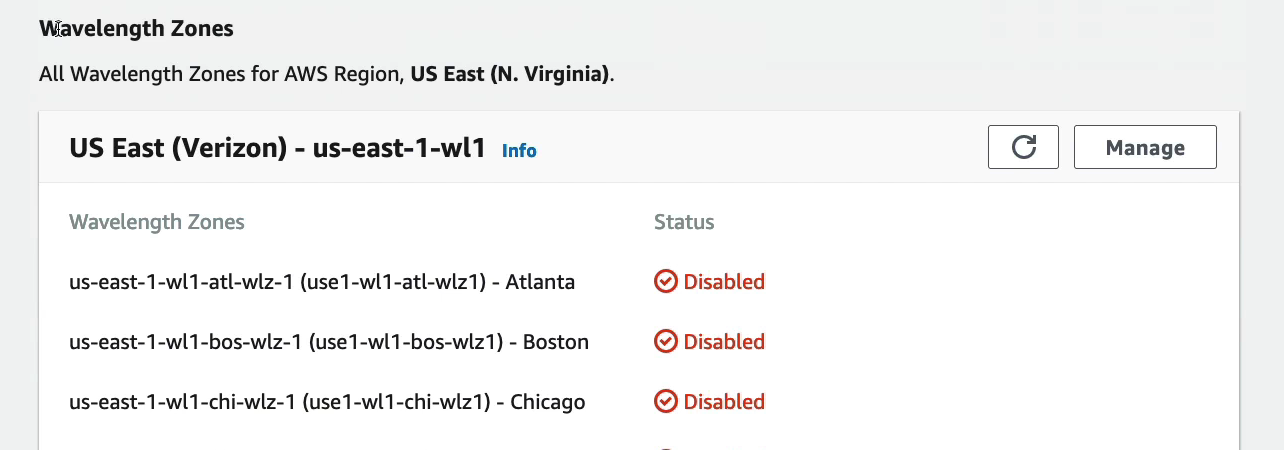 Wavelength Zones
All Wavelength Zones for AWS Region, US East (N. Virginia).
US East (Verizon) - us-east-1-wl1 Info
Manage
Wavelength Zones Status
us-east-1-wl1-atl-wlz-1 (use1-wl1-atl-wlz1) - Atlanta Disabled
us-east-1-wl1-bos-wlz-1 (use1-wl1-bos-wlz1) - Boston Disabled
us-east-1-wl1-chi-wlz-1 (use1-wl1-chi-wlz1) - Chicago Disabled